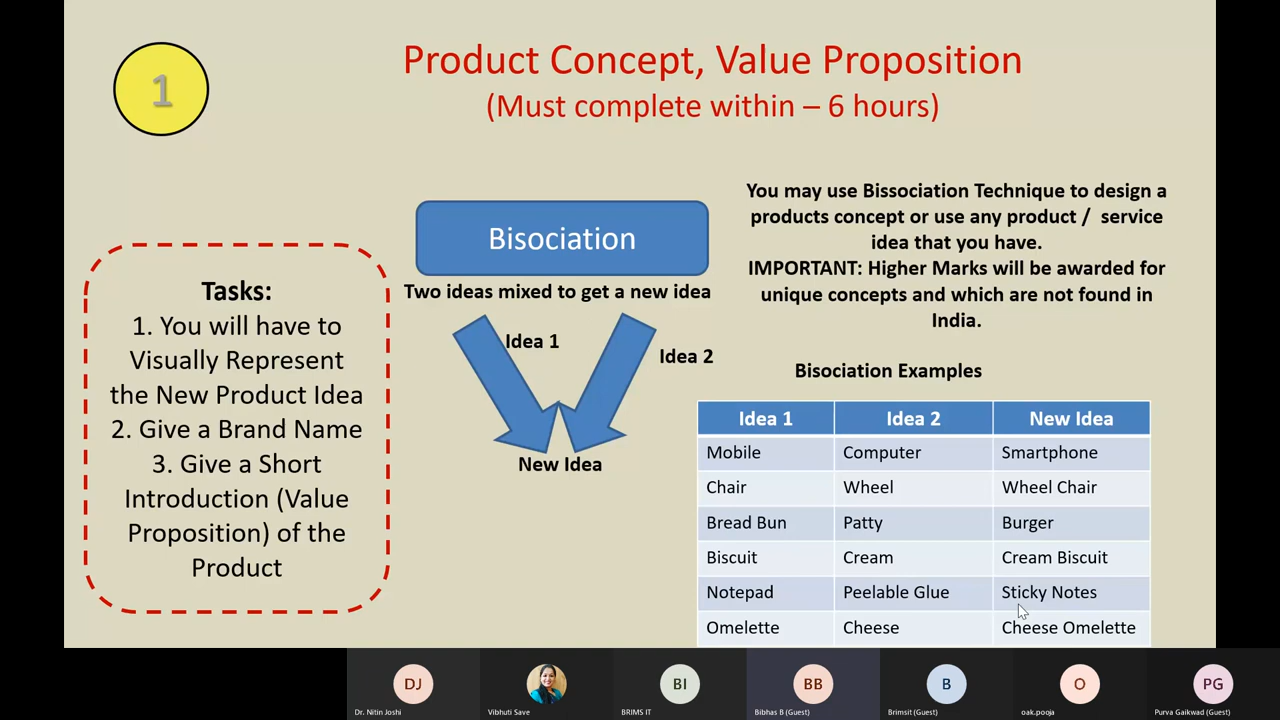 1
Product Concept, Value Proposition
(Must complete within – 6 hours)
Tasks:
1. You will have to
Visually Represent
the New Product Idea
2. Give a Brand Name
3. Give a Short
Introduction (Value
Proposition) of the
Product
Bisociation
Two ideas mixed to get a new idea
Idea 1
Idea 2
New Idea
You may use Bissociation Technique to design a
products concept or use any product / service
idea that you have.
IMPORTANT: Higher Marks will be awarded for
unique concepts and which are not found in
India.
Bisociation Examples
Idea 1 Idea 2 New Idea
Mobile Computer Smartphone
Chair Wheel Wheel Chair
Bread Bun Patty Burger
Biscuit Cream Cream Biscuit
Notepad Peelable Glue Sticky Notes
Omelette Cheese Cheese Omelette
DJ BI BB B O PG
Dr. Nitin Joshi Vibhuti Save BRIMS IT Bibhas B (Guest) Brimsit (Guest) oak.pooja Purva Gaikwad (Guest)